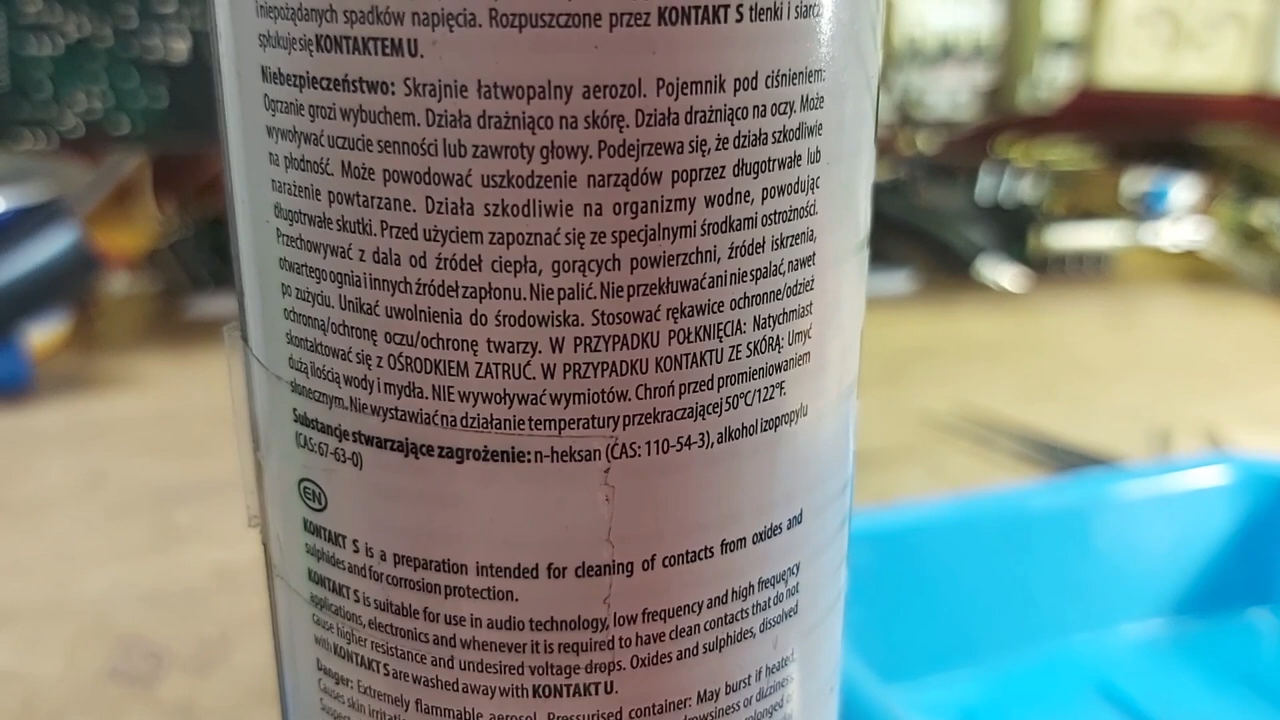 niepożądanych spadków napięcia. Rozpuszczone przez KONTAKT S tlenki i siarcz
spłukuje się KONTAKTEM U.
Niebezpieczeństwo: Skrajnie łatwopalny aerozol. Pojemnik pod ciśnieniem:
Ogrzanie grozi wybuchem. Działa drażniąco na skórę. Działa drażniąco na oczy. Może
wywoływać uczucie senności lub zawroty głowy. Podejrzewa się, że działa szkodliwie
na płodność. Może powodować uszkodzenie narządów poprzez długotrwałe lub
narażenie powtarzane. Działa szkodliwie na organizmy wodne, powodując
długotrwałe skutki. Przed użyciem zapoznać się ze specjalnymi środkami ostrożności.
Przechowywać z dala od źródeł ciepła, gorących powierzchni, źródeł iskrzenia,
otwartego ognia i innych źródeł zapłonu. Nie palić. Nie przekłuwać ani nie spalać, nawet
po zużyciu. Unikać uwolnienia do środowiska. Stosować rękawice ochronne/odzież
ochronną/ochronę oczu/ochronę twarzy. W PRZYPADKU POŁKNIĘCIA: Natychmiast
skontaktować się z OŚRODKIEM ZATRUĆ. W PRZYPADKU KONTAKTU ZE SKÓRĄ: Umyć
dużą ilością wody i mydła. NIE wywoływać wymiotów. Chroń przed promieniowaniem
słonecznym. Nie wystawiać na działanie temperatury przekraczającej 50°C/122°F.
Substancje stwarzające zagrożenie: n-heksan (CAS: 110-54-3), alkohol izopropylu
(CAS: 67-63-0)
EN
KONTAKT S is a preparation intended for cleaning of contacts from oxides and
sulphides and for corrosion protection.
KONTAKT S is suitable for use in audio technology, low frequency and high frequency
applications, electronics and whenever it is required to have clean contacts that do not
cause higher resistance and undesired voltage drops. Oxides and sulphides, dissolved
with KONTAKT S are washed away with KONTAKT U.
Danger: Extremely flammable aerosol. Pressurised container: May burst if heated.
Causes skin drowsiness or dizziness.